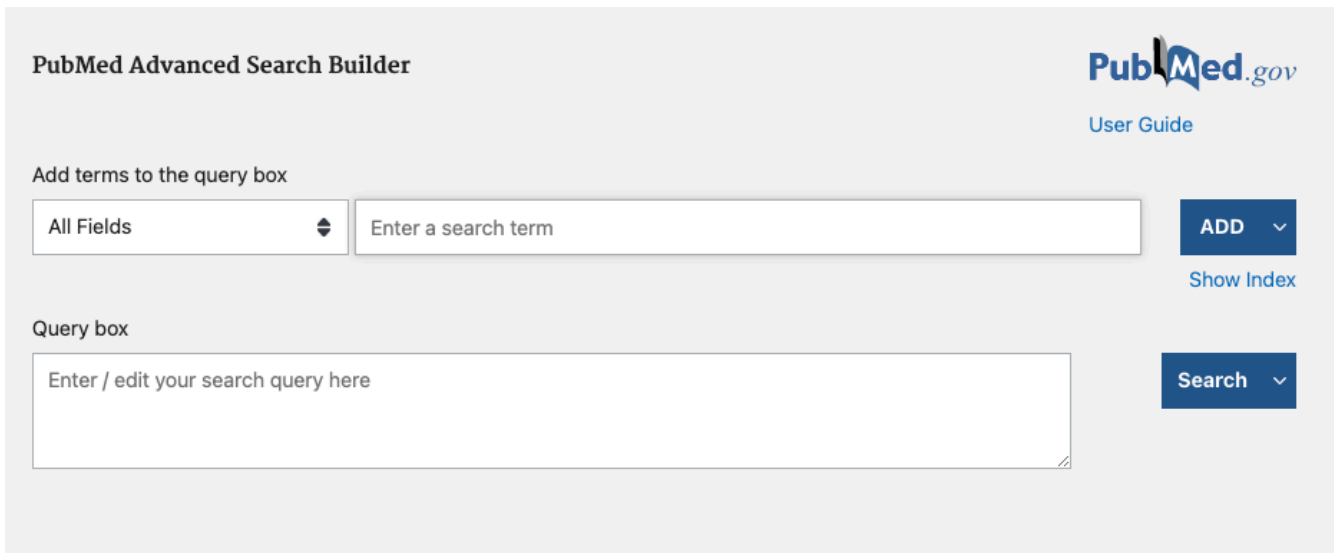 PubMed Advanced Search Builder
PubMed.gov
User Guide
Add terms to the query box
All Fields
Enter a search term
ADD
Show Index
Query box
Enter / edit your search query here
Search